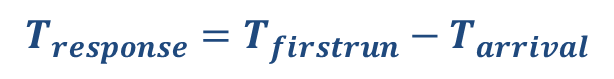 T_response = T_firstrun − T_arrival